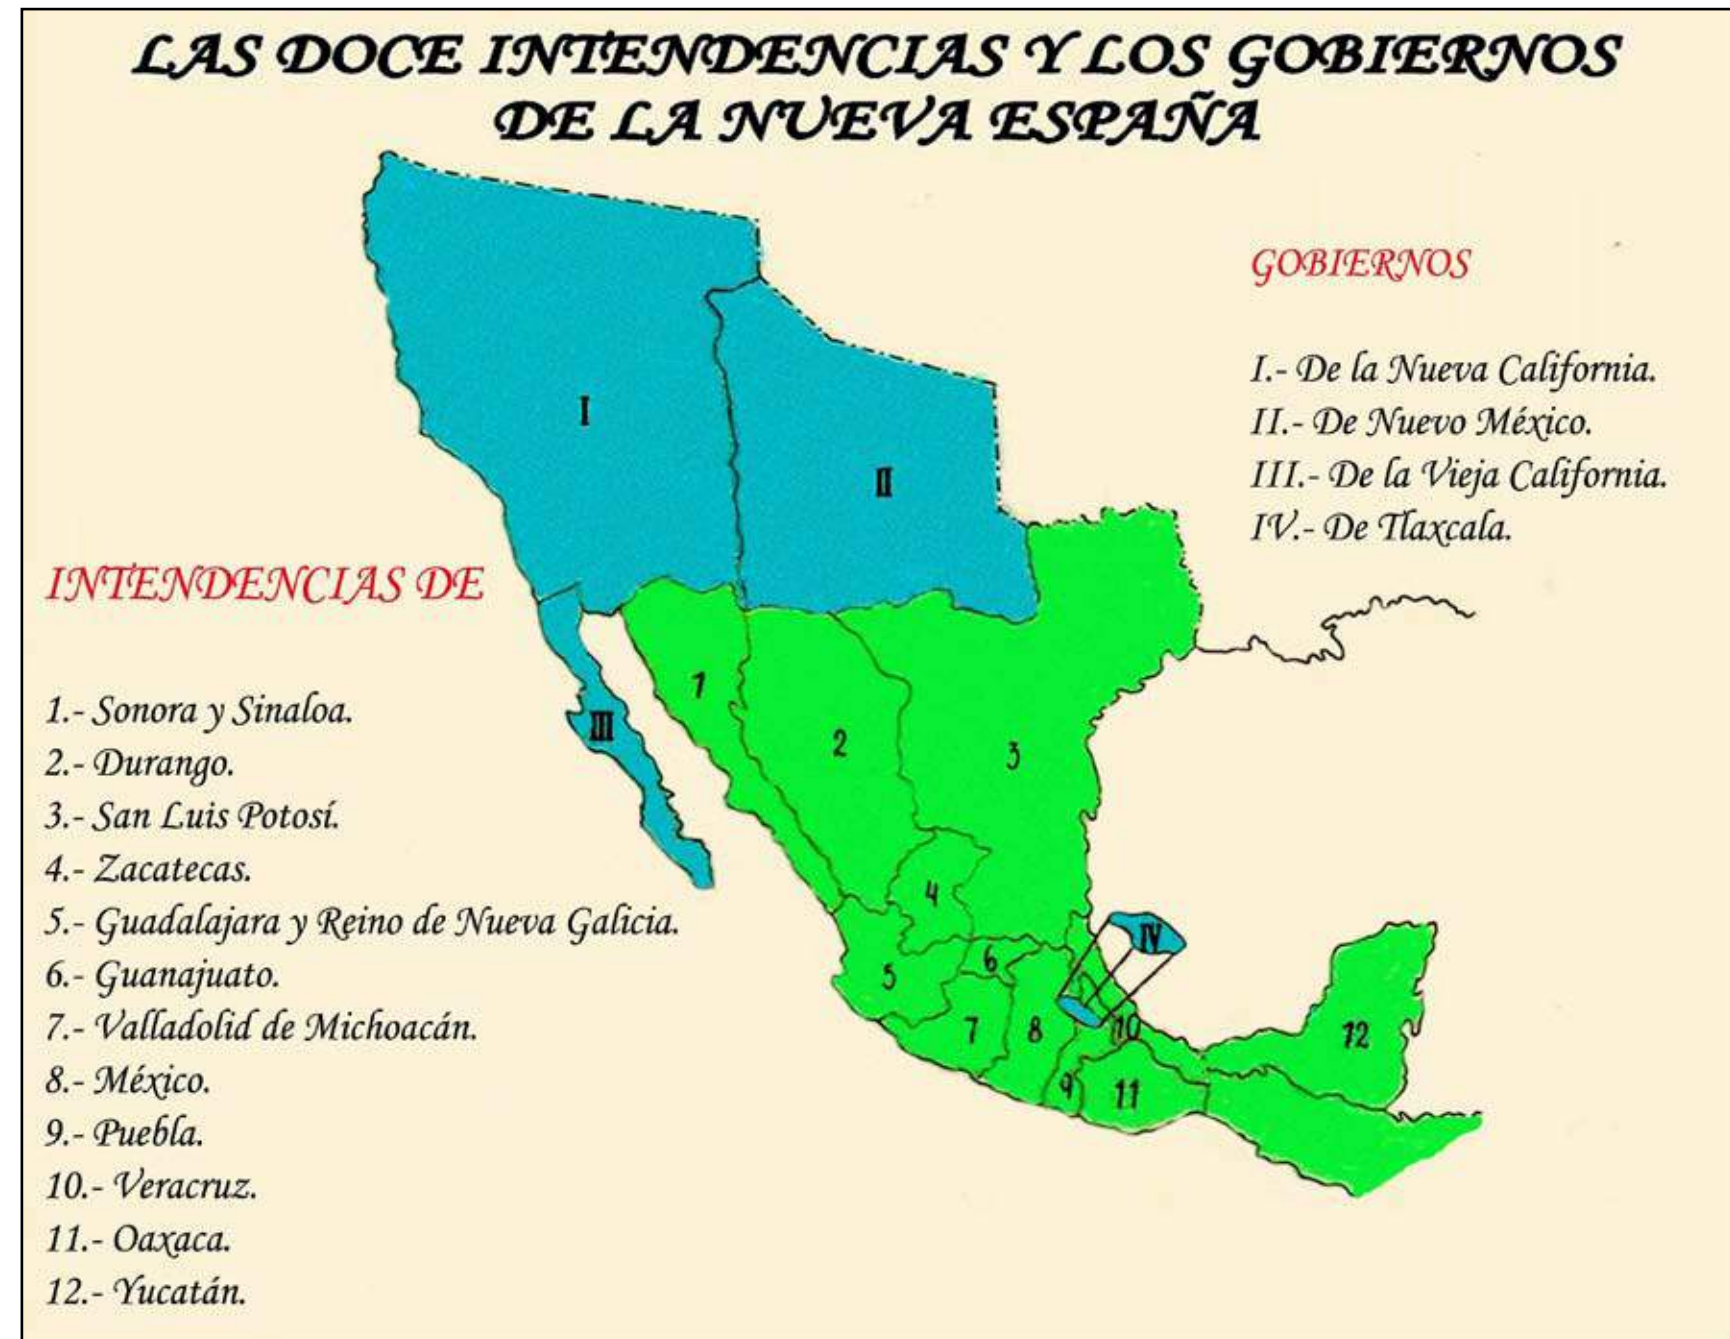 LAS DOCE INTENDENCIAS Y LOS GOBIERNOS
DE LA NUEVA ESPAÑA
GOBIERNOS
I.- De la Nueva California.
II.- De Nuevo México.
III.- De la Vieja California.
IV.- De Tlaxcala.
INTENDENCIAS DE
1.- Sonora y Sinaloa.
2.- Durango.
3.- San Luis Potosí.
4.- Zacatecas.
5.- Guadalajara y Reino de Nueva Galicia.
6.- Guanajuato.
7.- Valladolid de Michoacán.
8.- México.
9.- Puebla.
10.- Veracruz.
11.- Oaxaca.
12.- Yucatán.
I
II
III
IV
1
2
3
4
5
6
7
8
9
10
11
12